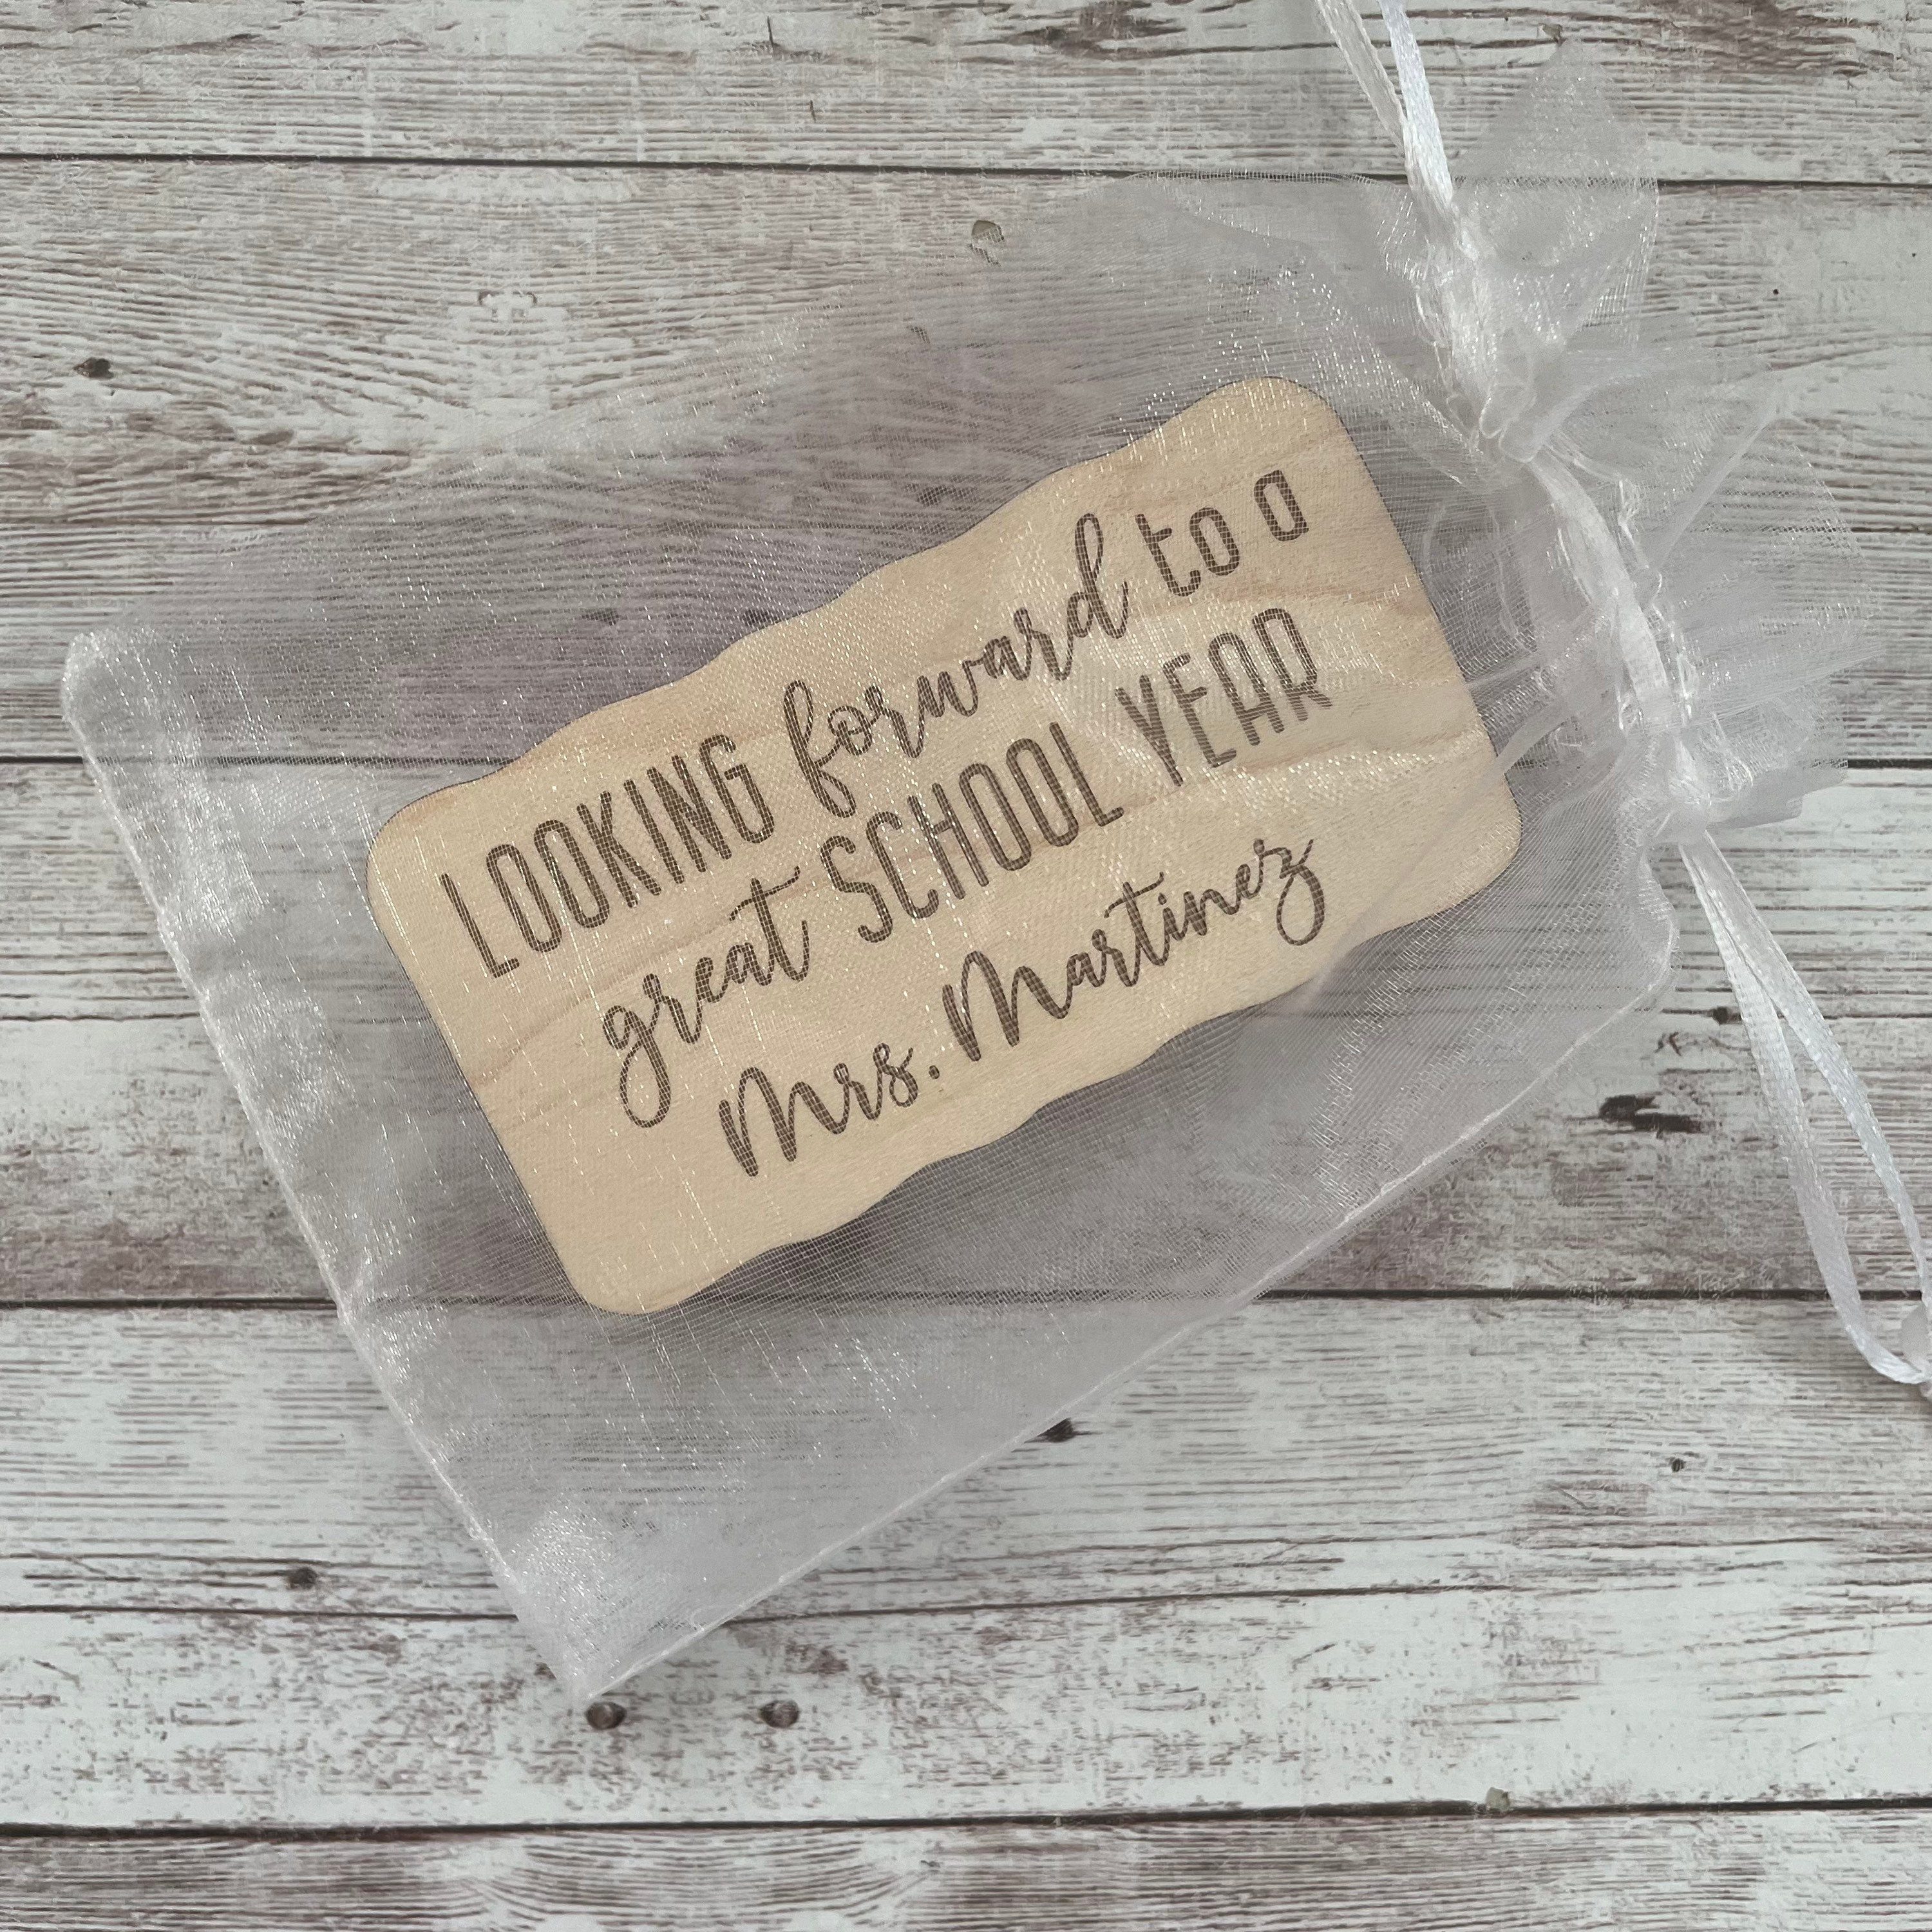 LOOKING forward to a
great SCHOOL YEAR
Mrs. Martinez